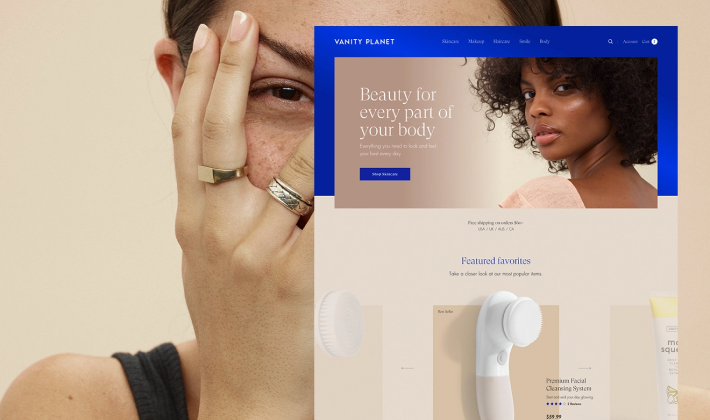 VANITY PLANET
Skincare Makeup Haircare Smile Body
Account Cart
Beauty for
every part of
your body
Everything you need to look and feel
your best every day.
Shop Skincare
Free shipping on orders $50+
USA / UK / AUS / CA
Featured favorites
Take a closer look at our most popular items.
Best Seller
Premium Facial
Cleansing System
$89.99